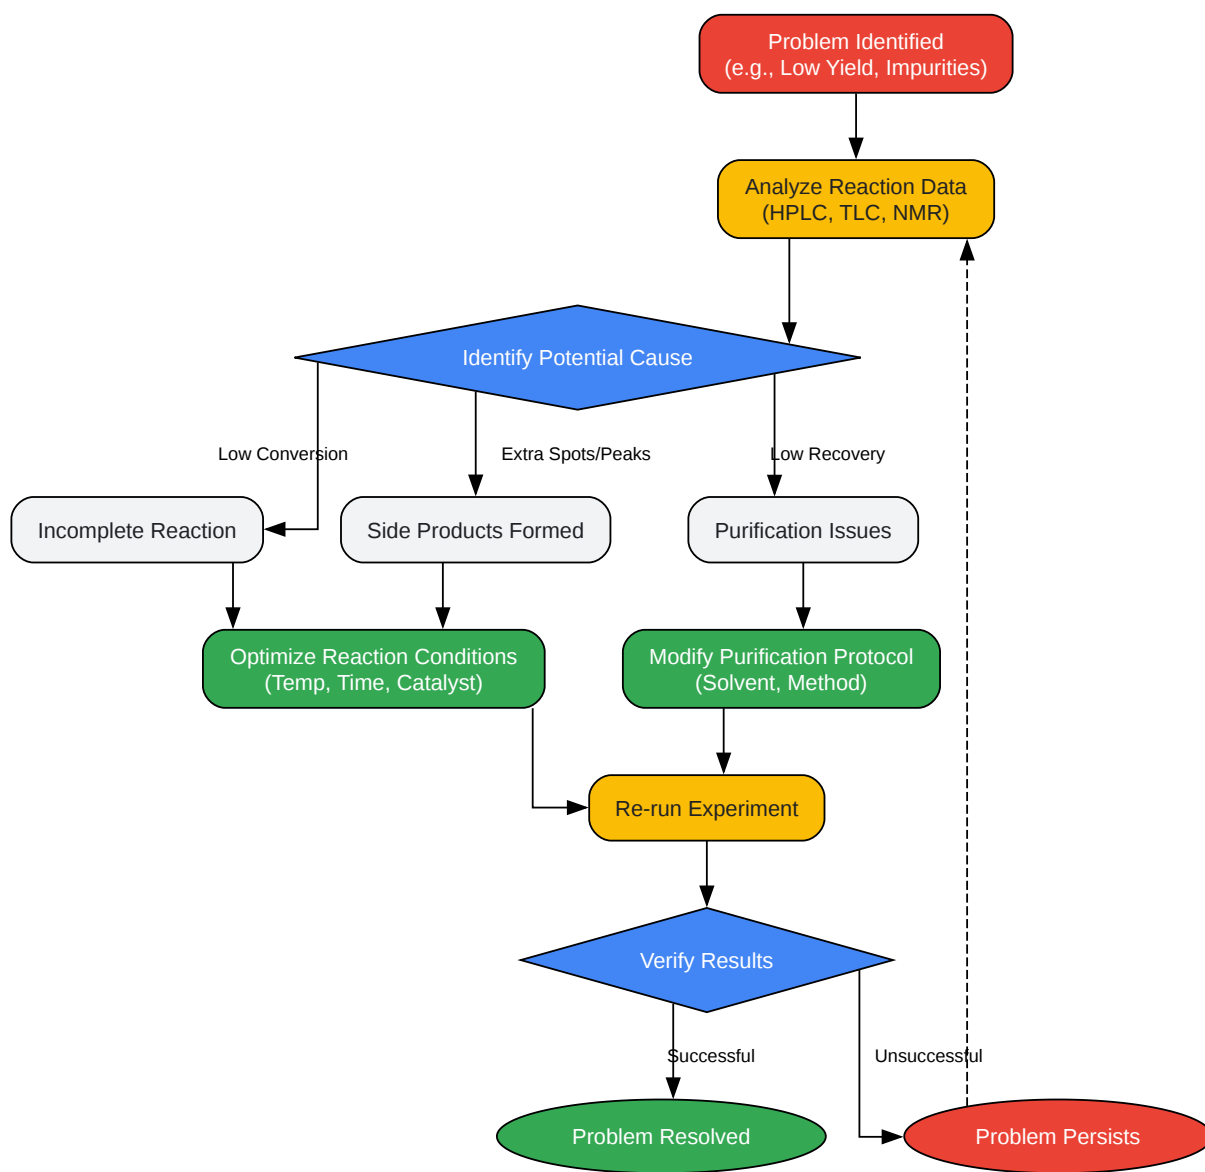 Problem Identified
(e.g., Low Yield, Impurities)
Analyze Reaction Data
(HPLC, TLC, NMR)
Identify Potential Cause
Low Conversion
Extra Spots/Peaks
Low Recovery
Incomplete Reaction
Side Products Formed
Purification Issues
Optimize Reaction Conditions
(Temp, Time, Catalyst)
Modify Purification Protocol
(Solvent, Method)
Re-run Experiment
Verify Results
Successful
Unsuccessful
Problem Resolved
Problem Persists